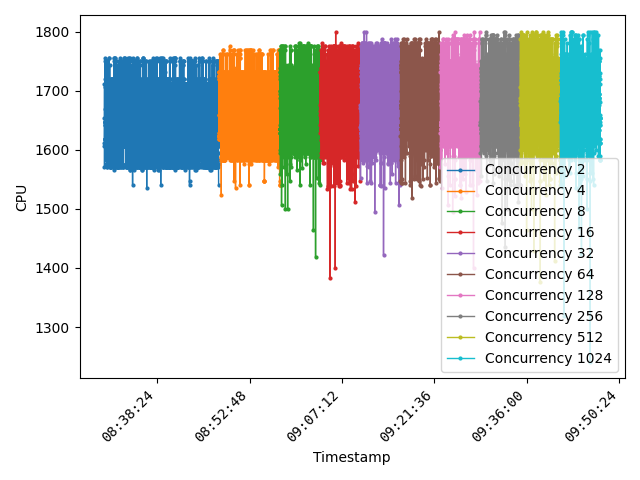 1800
1700
1600
1500
1400
1300
CPU
Concurrency 2
Concurrency 4
Concurrency 8
Concurrency 16
Concurrency 32
Concurrency 64
Concurrency 128
Concurrency 256
Concurrency 512
Concurrency 1024
08:38:24
08:52:48
09:07:12
09:21:36
09:36:00
09:50:24
Timestamp